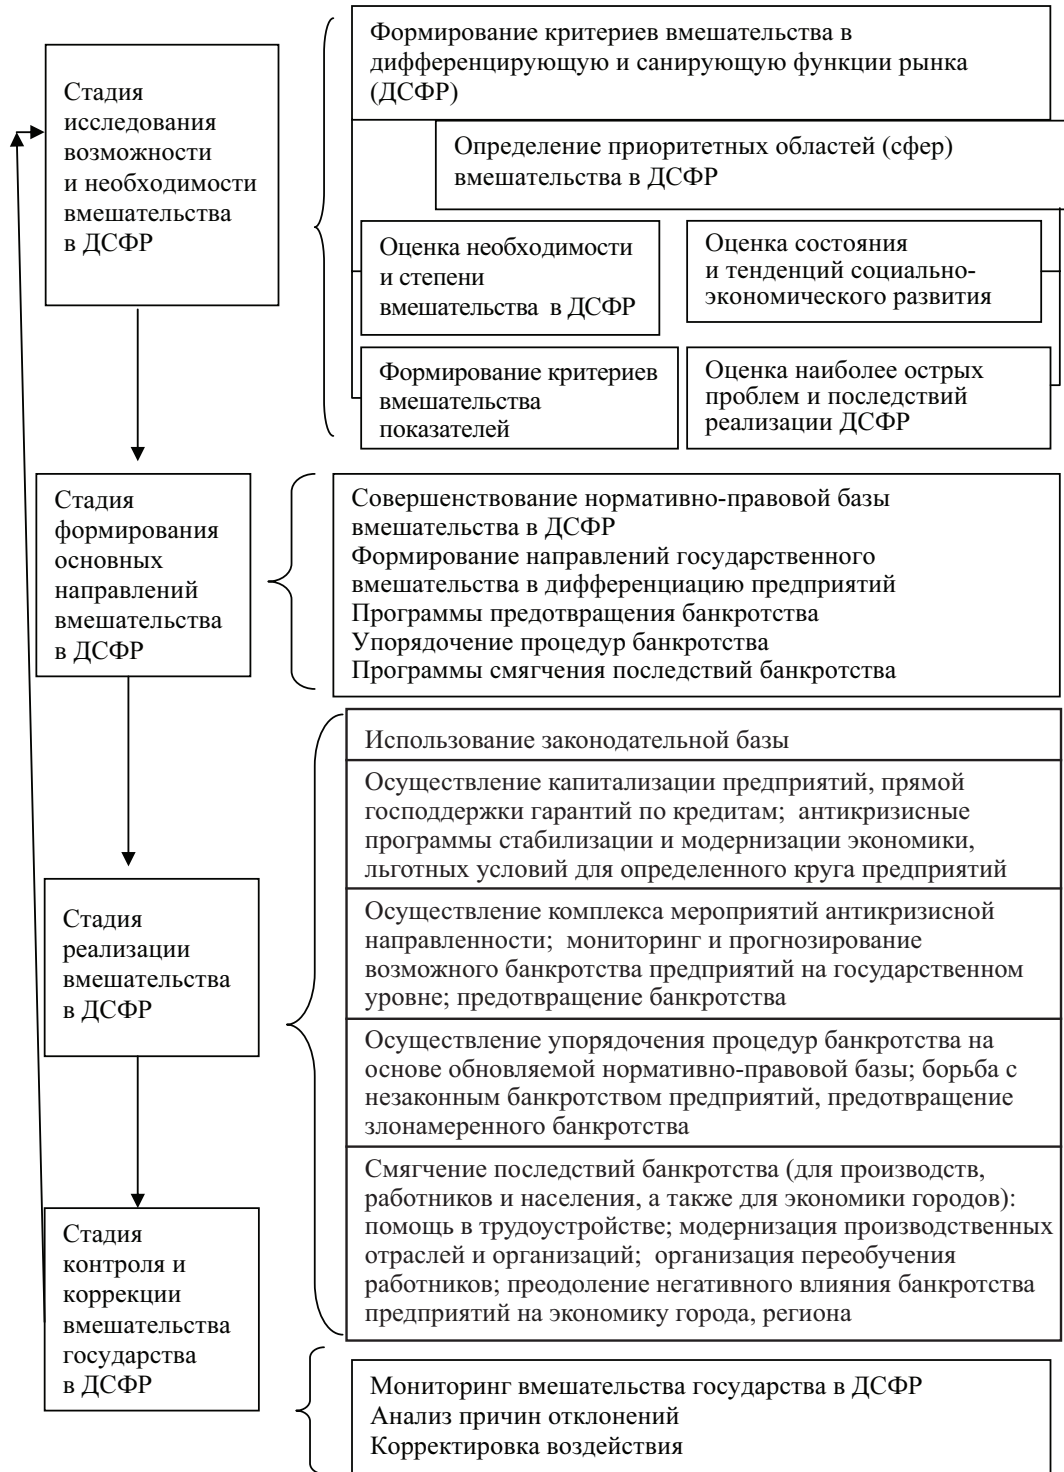 Стадия
исследования
возможности
и необходимости
вмешательства
в ДСФР
Формирование критериев вмешательства в
дифференцирующую и санирующую функции рынка
(ДСФР)
Определение приоритетных областей (сфер)
вмешательства в ДСФР
Оценка необходимости
и степени
вмешательства в ДСФР
Оценка состояния
и тенденций социально-
экономического развития
Формирование критериев
вмешательства
показателей
Оценка наиболее острых
проблем и последствий
реализации ДСФР
Стадия
формирования
основных
направлений
вмешательства
в ДСФР
Совершенствование нормативно-правовой базы
вмешательства в ДСФР
Формирование направлений государственного
вмешательства в дифференциацию предприятий
Программы предотвращения банкротства
Упорядочение процедур банкротства
Программы смягчения последствий банкротства
Стадия
реализации
вмешательства
в ДСФР
Использование законодательной базы
Осуществление капитализации предприятий, прямой
господдержки гарантий по кредитам; антикризисные
программы стабилизации и модернизации экономики,
льготных условий для определенного круга предприятий
Осуществление комплекса мероприятий антикризисной
направленности; мониторинг и прогнозирование
возможного банкротства предприятий на государственном
уровне; предотвращение банкротства
Осуществление упорядочения процедур банкротства на
основе обновляемой нормативно-правовой базы; борьба с
незаконным банкротством предприятий, предотвращение
злонамеренного банкротства
Смягчение последствий банкротства (для производств,
работников и населения, а также для экономики городов):
помощь в трудоустройстве; модернизация производственных
отраслей и организаций; организация переобучения
работников; преодоление негативного влияния банкротства
предприятий на экономику города, региона
Стадия
контроля и
коррекции
вмешательства
государства
в ДСФР
Мониторинг вмешательства государства в ДСФР
Анализ причин отклонений
Корректировка воздействия